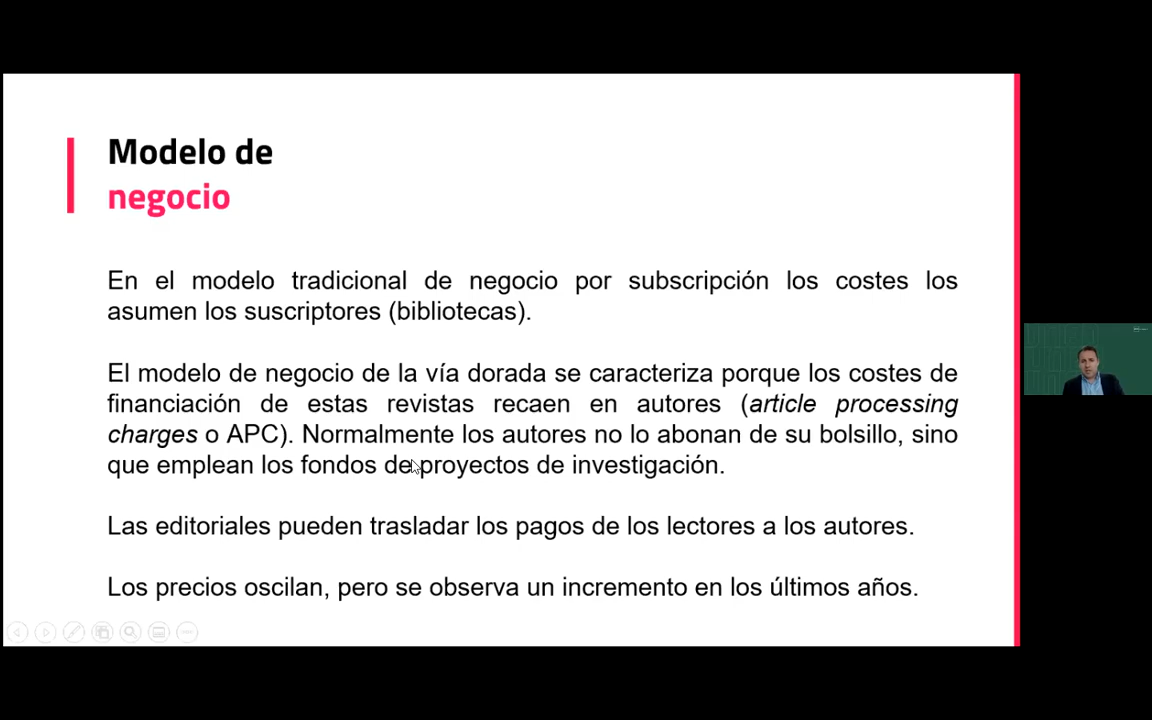 Modelo de
negocio
En el modelo tradicional de negocio por subscripción los costes los
asumen los suscriptores (bibliotecas).
El modelo de negocio de la vía dorada se caracteriza porque los costes de
financiación de estas revistas recaen en autores (article processing
charges o APC). Normalmente los autores no lo abonan de su bolsillo, sino
que emplean los fondos de proyectos de investigación.
Las editoriales pueden trasladar los pagos de los lectores a los autores.
Los precios oscilan, pero se observa un incremento en los últimos años.